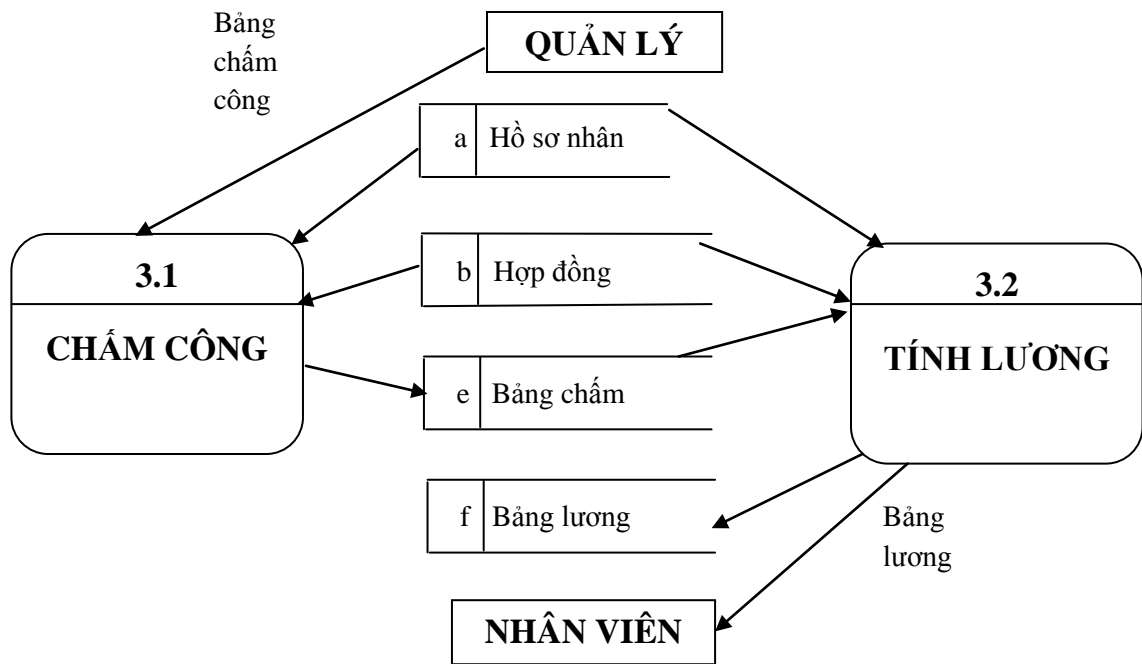 Bảng
chấm
công
QUẢN LÝ
a Hồ sơ nhân
3.1
CHẤM CÔNG
b Hợp đồng
3.2
TÍNH LƯƠNG
e Bảng chấm
f Bảng lương
Bảng
lương
NHÂN VIÊN